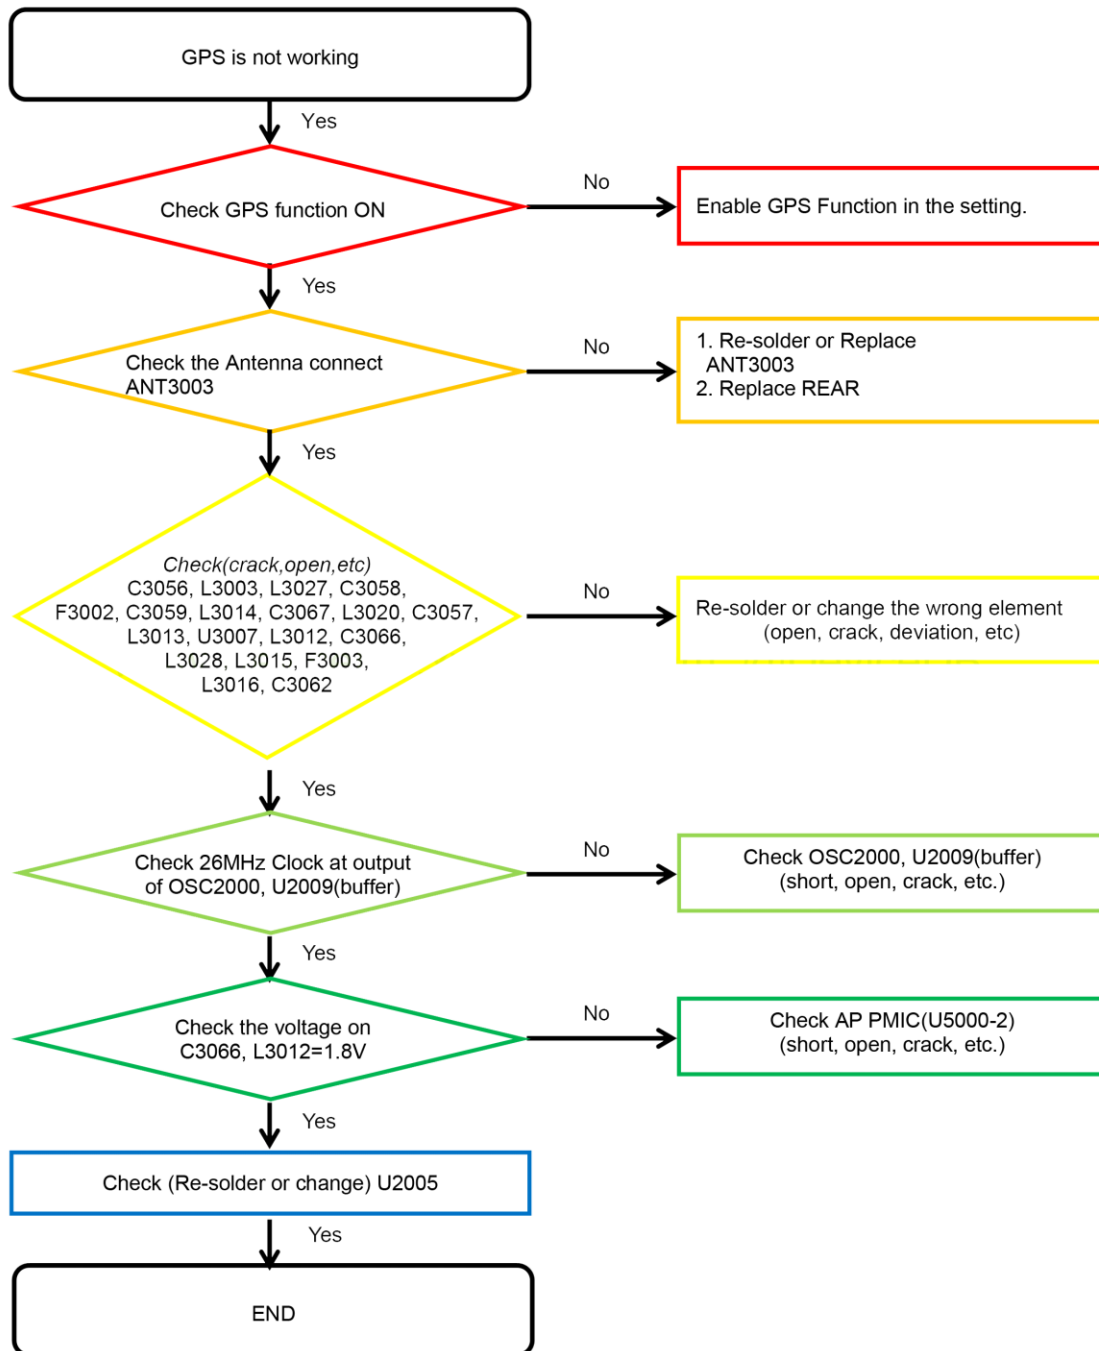 GPS is not working
Yes
Check GPS function ON
No
Enable GPS Function in the setting.
Yes
Check the Antenna connect
ANT3003
No
1. Re-solder or Replace
ANT3003
2. Replace REAR
Yes
Check(crack,open,etc)
C3056, L3003, L3027, C3058,
F3002, C3059, L3014, C3067, L3020, C3057,
L3013, U3007, L3012, C3066,
L3028, L3015, F3003,
L3016, C3062
No
Re-solder or change the wrong element
(open, crack, deviation, etc)
Yes
Check 26MHz Clock at output
of OSC2000, U2009(buffer)
No
Check OSC2000, U2009(buffer)
(short, open, crack, etc.)
Yes
Check the voltage on
C3066, L3012=1.8V
No
Check AP PMIC(U5000-2)
(short, open, crack, etc.)
Yes
Check (Re-solder or change) U2005
Yes
END